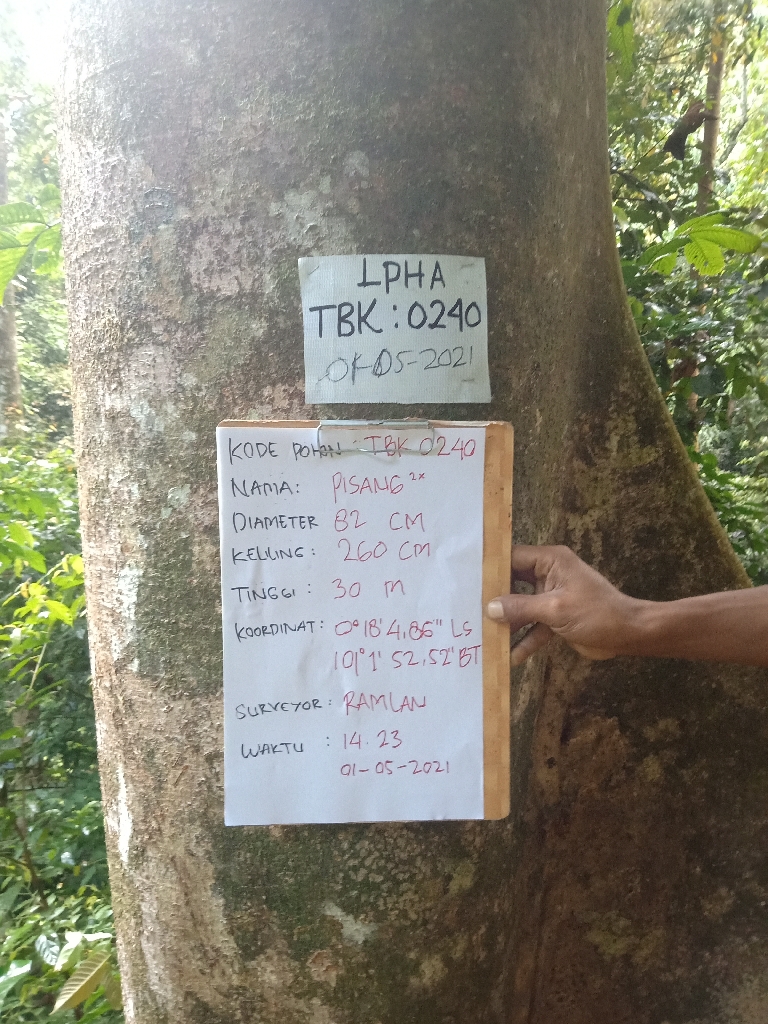 LPHA
TBK : 0240
01-05-2021
KODE POHON : TBK 0240
NAMA: PISANG 2x
DIAMETER 82 CM
KELLING: 260 CM
TINGGI : 30 M
KOORDINAT: 0° 18' 4,86" LS
101° 1' 52,52" BT
SURVEYOR: RAMLAN
WAKTU : 14.23
01-05-2021